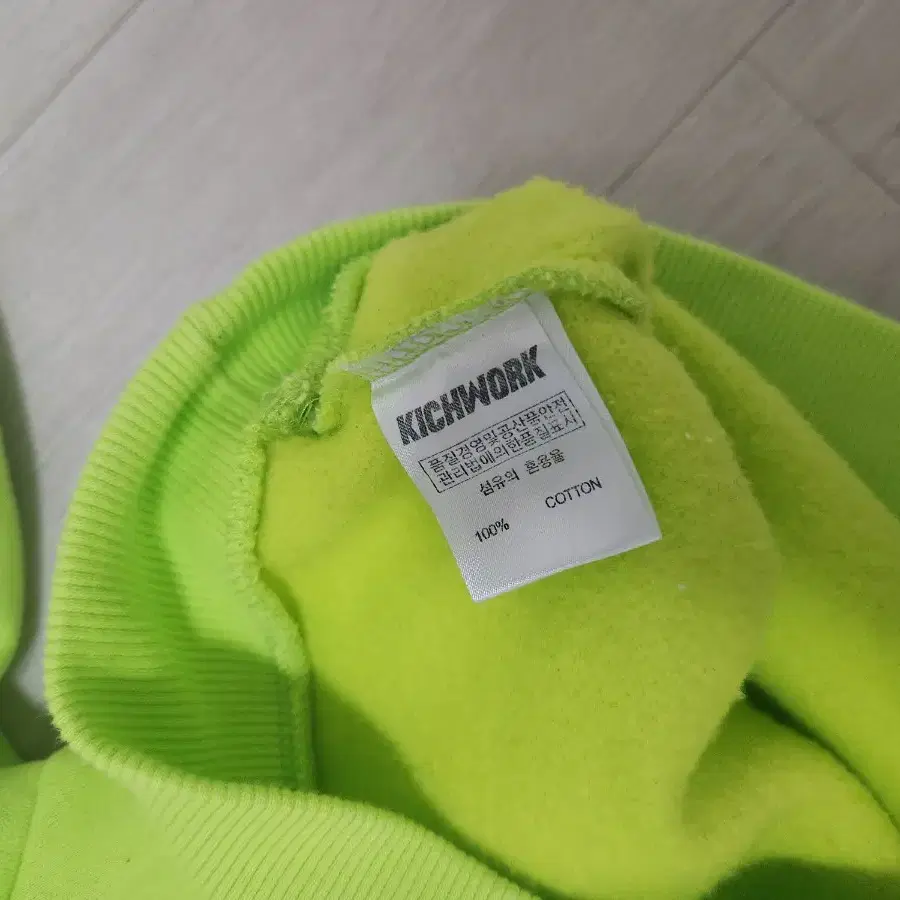 KICHWORK
품질경영및공산품안전
관리법에의한품질표시
섬유의 혼용율
100% COTTON